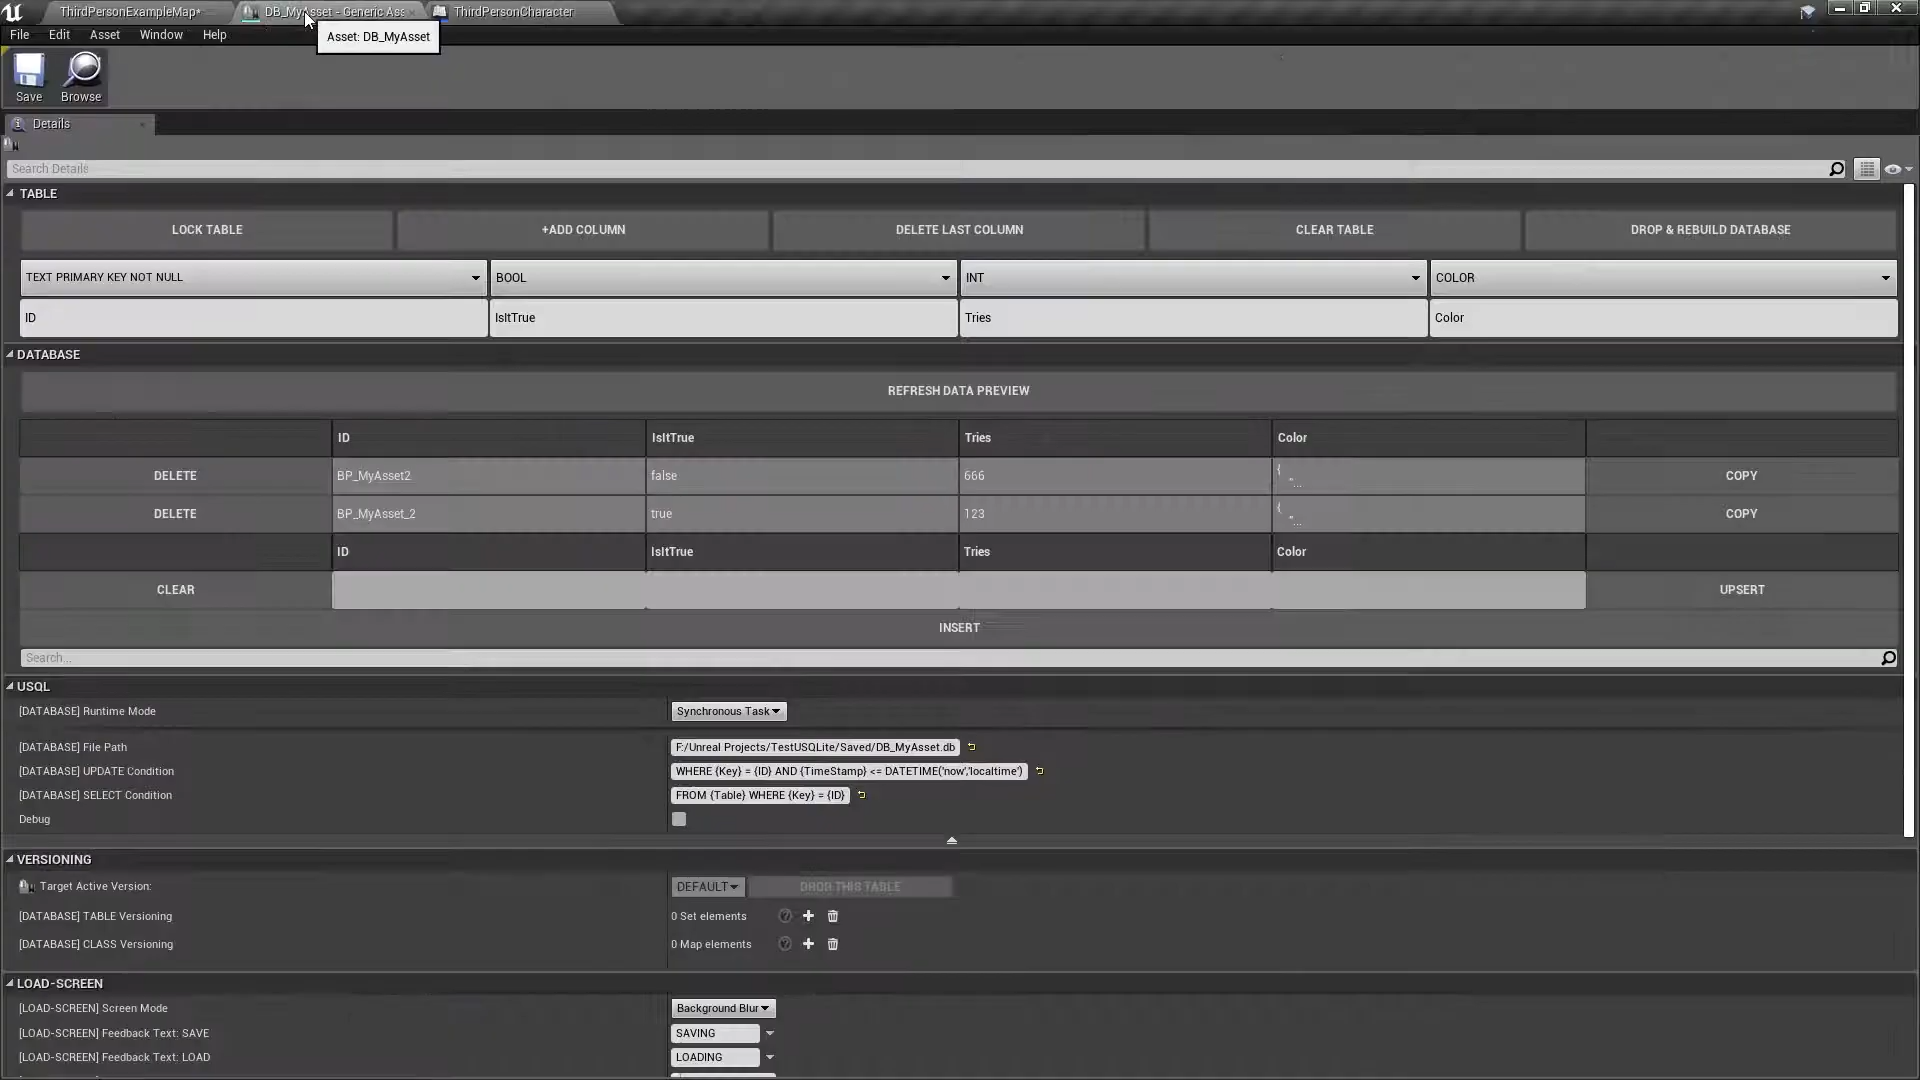 ThirdPersonExampleMap*
DB_MyAsset - Generic Ass
ThirdPersonCharacter
File Edit Asset Window Help
Asset: DB_MyAsset
Save Browse
Details
Search Details
TABLE
LOCK TABLE +ADD COLUMN DELETE LAST COLUMN CLEAR TABLE DROP & REBUILD DATABASE
TEXT PRIMARY KEY NOT NULL BOOL INT COLOR
ID IsItTrue Tries Color
DATABASE
REFRESH DATA PREVIEW
ID IsItTrue Tries Color
DELETE BP_MyAsset2 false 666 { "... COPY
DELETE BP_MyAsset_2 true 123 { "... COPY
ID IsItTrue Tries Color
CLEAR UPSERT
INSERT
Search...
USQL
[DATABASE] Runtime Mode Synchronous Task
[DATABASE] File Path F:/Unreal Projects/TestUSQLite/Saved/DB_MyAsset.db
[DATABASE] UPDATE Condition WHERE {Key} = {ID} AND {TimeStamp} <= DATETIME('now','localtime')
[DATABASE] SELECT Condition FROM {Table} WHERE {Key} = {ID}
Debug
VERSIONING
Target Active Version: DEFAULT DROP THIS TABLE
[DATABASE] TABLE Versioning 0 Set elements
[DATABASE] CLASS Versioning 0 Map elements
LOAD-SCREEN
[LOAD-SCREEN] Screen Mode Background Blur
[LOAD-SCREEN] Feedback Text: SAVE SAVING
[LOAD-SCREEN] Feedback Text: LOAD LOADING